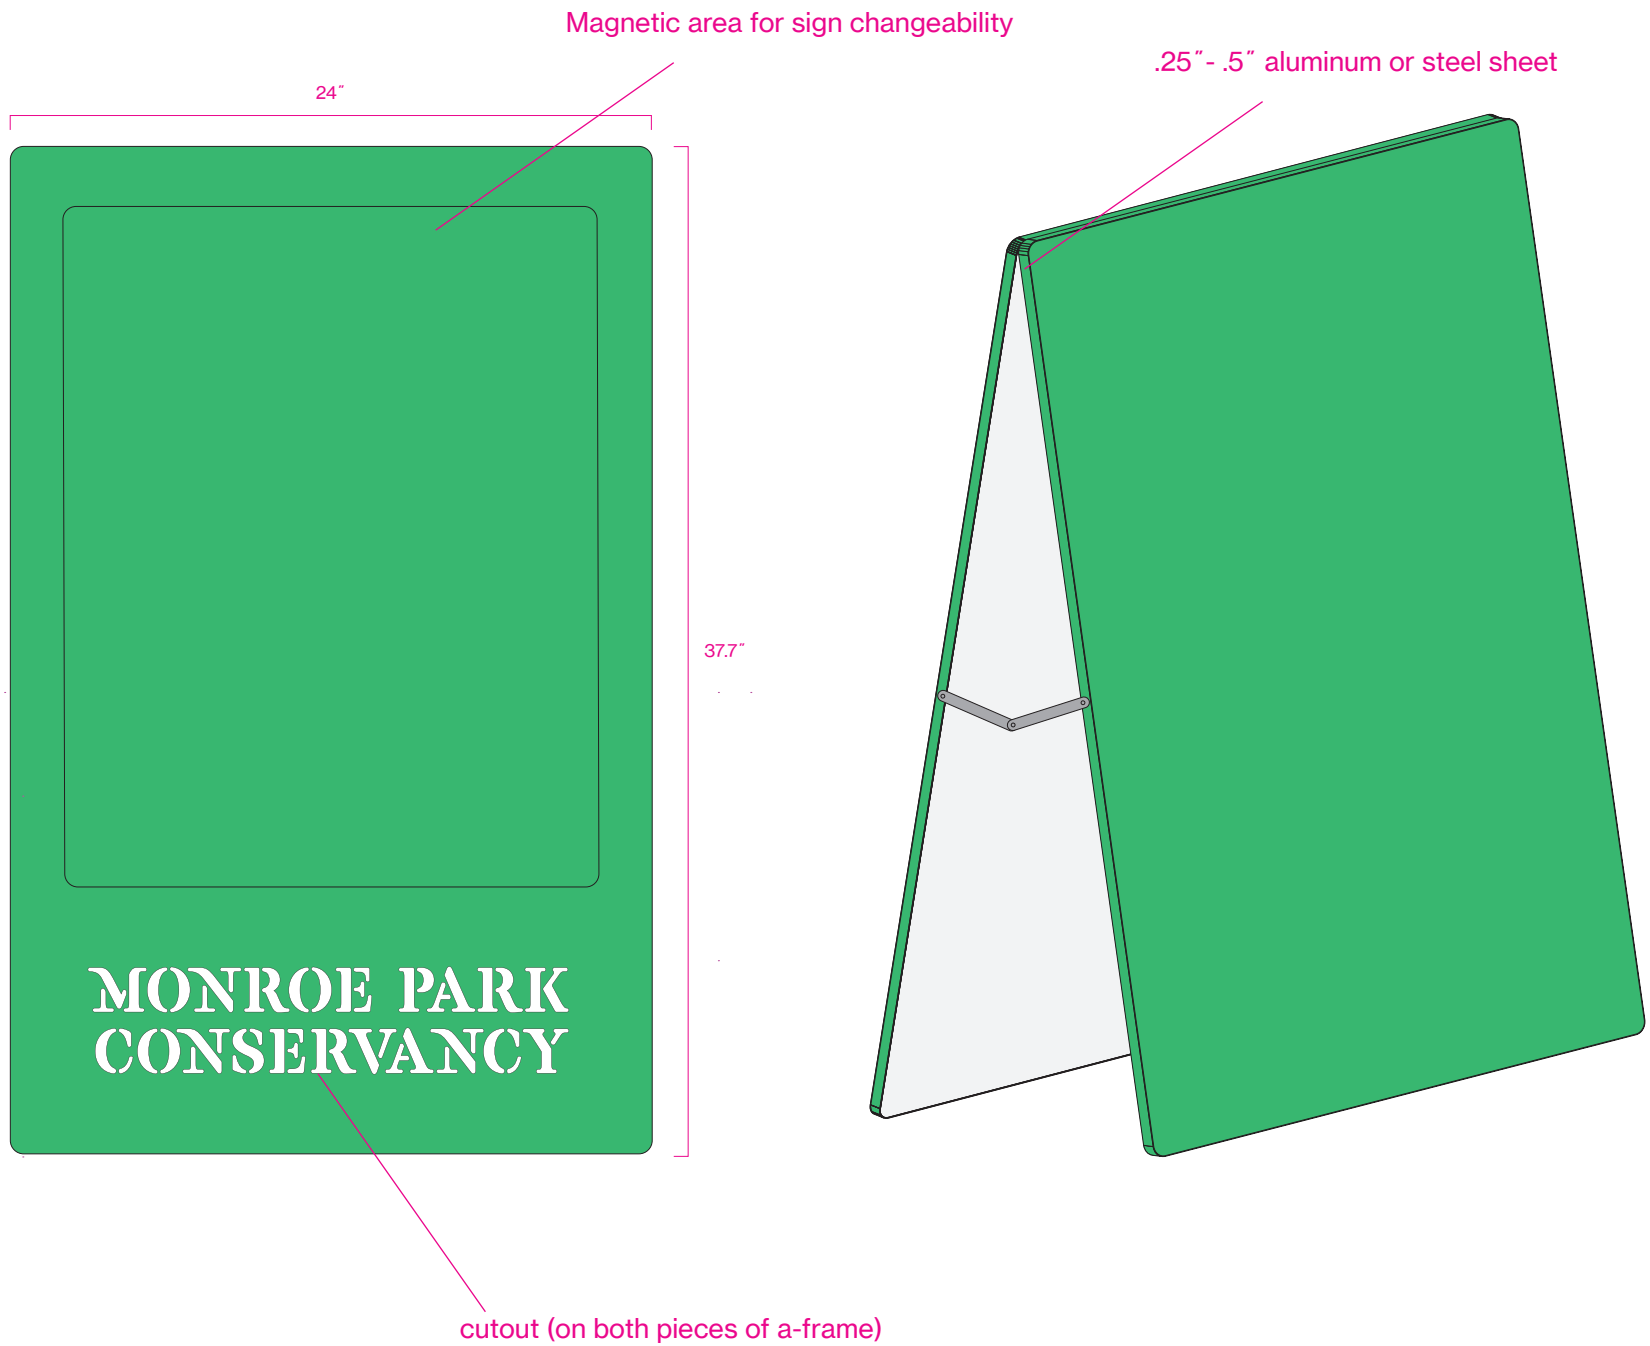 Magnetic area for sign changeability
.25˝- .5˝ aluminum or steel sheet
24˝
37.7˝
MONROE PARK
CONSERVANCY
cutout (on both pieces of a-frame)